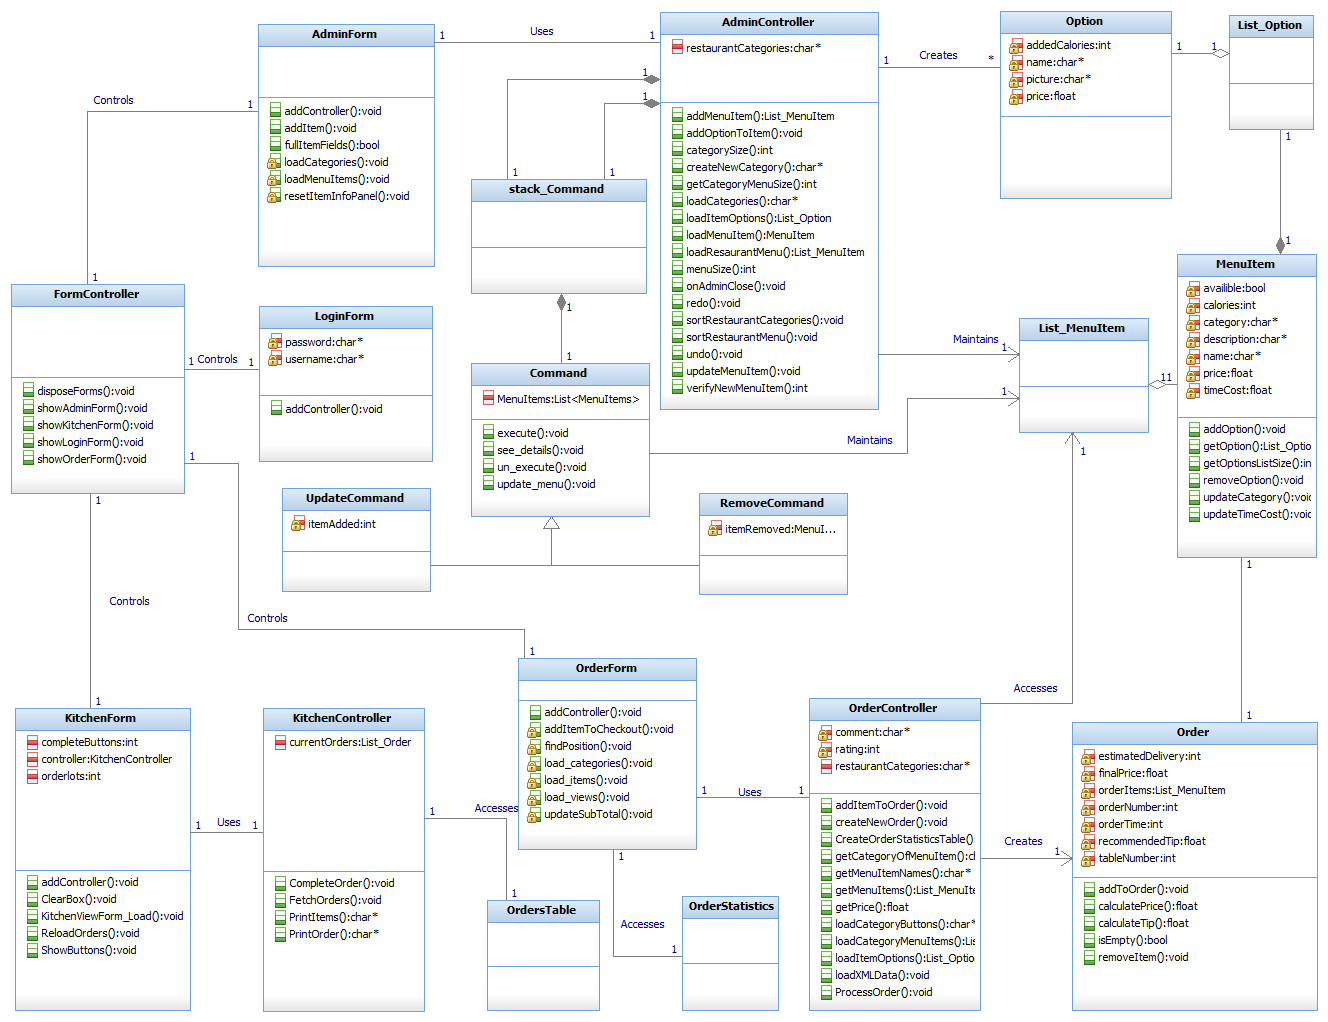 AdminForm
addController():void
addItem():void
fullItemFields():bool
loadCategories():void
loadMenuItems():void
resetItemInfoPanel():void
1
Uses
1
AdminController
restaurantCategories:char*
addMenuItem():List_MenuItem
addOptionToItem():void
categorySize():int
createNewCategory():char*
getCategoryMenuSize():int
loadCategories():char*
loadItemOptions():List_Option
loadMenuItem():MenuItem
loadResaurantMenu():List_MenuItem
menuSize():int
onAdminClose():void
redo():void
sortRestaurantCategories():void
sortRestaurantMenu():void
undo():void
updateMenuItem():void
verifyNewMenuItem():int
1
Creates
*
Option
addedCalories:int
name:char*
picture:char*
price:float
1
1
List_Option
1
1
Controls
1
1
1
1
1
1
stack_Command
1
1
FormController
disposeForms():void
showAdminForm():void
showKitchenForm():void
showLoginForm():void
showOrderForm():void
1
Controls
1
LoginForm
password:char*
username:char*
addController():void
Command
MenuItems:List<MenuItems>
execute():void
see_details():void
un_execute():void
update_menu():void
Maintains
1
1
Maintains
List_MenuItem
11
1
MenuItem
availible:bool
calories:int
category:char*
description:char*
name:char*
price:float
timeCost:float
addOption():void
getOption():List_Optio
getOptionsListSize():in
removeOption():void
updateCategory():voic
updateTimeCost():voic
1
UpdateCommand
itemAdded:int
RemoveCommand
itemRemoved:MenuI...
1
1
Controls
1
Controls
1
OrderForm
addController():void
addItemToCheckout():void
findPosition():void
load_categories():void
load_items():void
load_views():void
updateSubTotal():void
1
Uses
1
Accesses
1
KitchenForm
completeButtons:int
controller:KitchenController
orderlots:int
addController():void
ClearBox():void
KitchenViewForm_Load():void
ReloadOrders():void
ShowButtons():void
1
Uses
1
KitchenController
currentOrders:List_Order
CompleteOrder():void
FetchOrders():void
PrintItems():char*
PrintOrder():char*
1
Accesses
1
OrdersTable
1
Accesses
1
OrderStatistics
OrderController
comment:char*
rating:int
restaurantCategories:char*
addItemToOrder():void
createNewOrder():void
CreateOrderStatisticsTable():
getCategoryOfMenuItem():cl
getMenuItemNames():char*
getMenuItems():List_MenuIte
getPrice():float
loadCategoryButtons():char*
loadCategoryMenuItems():Lis
loadItemOptions():List_Optio
loadXMLData():void
ProcessOrder():void
Creates
1
Order
estimatedDelivery:int
finalPrice:float
orderItems:List_MenuItem
orderNumber:int
orderTime:int
recommendedTip:float
tableNumber:int
addToOrder():void
calculatePrice():float
calculateTip():float
isEmpty():bool
removeItem():void